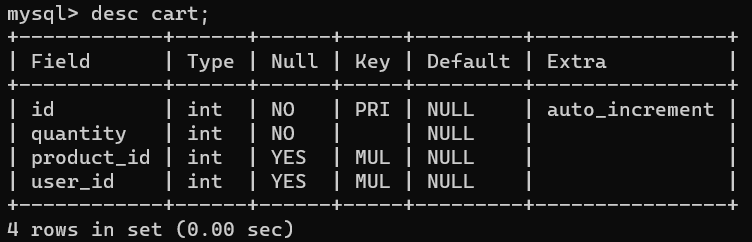 mysql> desc cart;
+------------+------+------+-----+---------+----------------+
| Field      | Type | Null | Key | Default | Extra          |
+------------+------+------+-----+---------+----------------+
| id         | int  | NO   | PRI | NULL    | auto_increment |
| quantity   | int  | NO   |     | NULL    |                |
| product_id | int  | YES  | MUL | NULL    |                |
| user_id    | int  | YES  | MUL | NULL    |                |
+------------+------+------+-----+---------+----------------+
4 rows in set (0.00 sec)